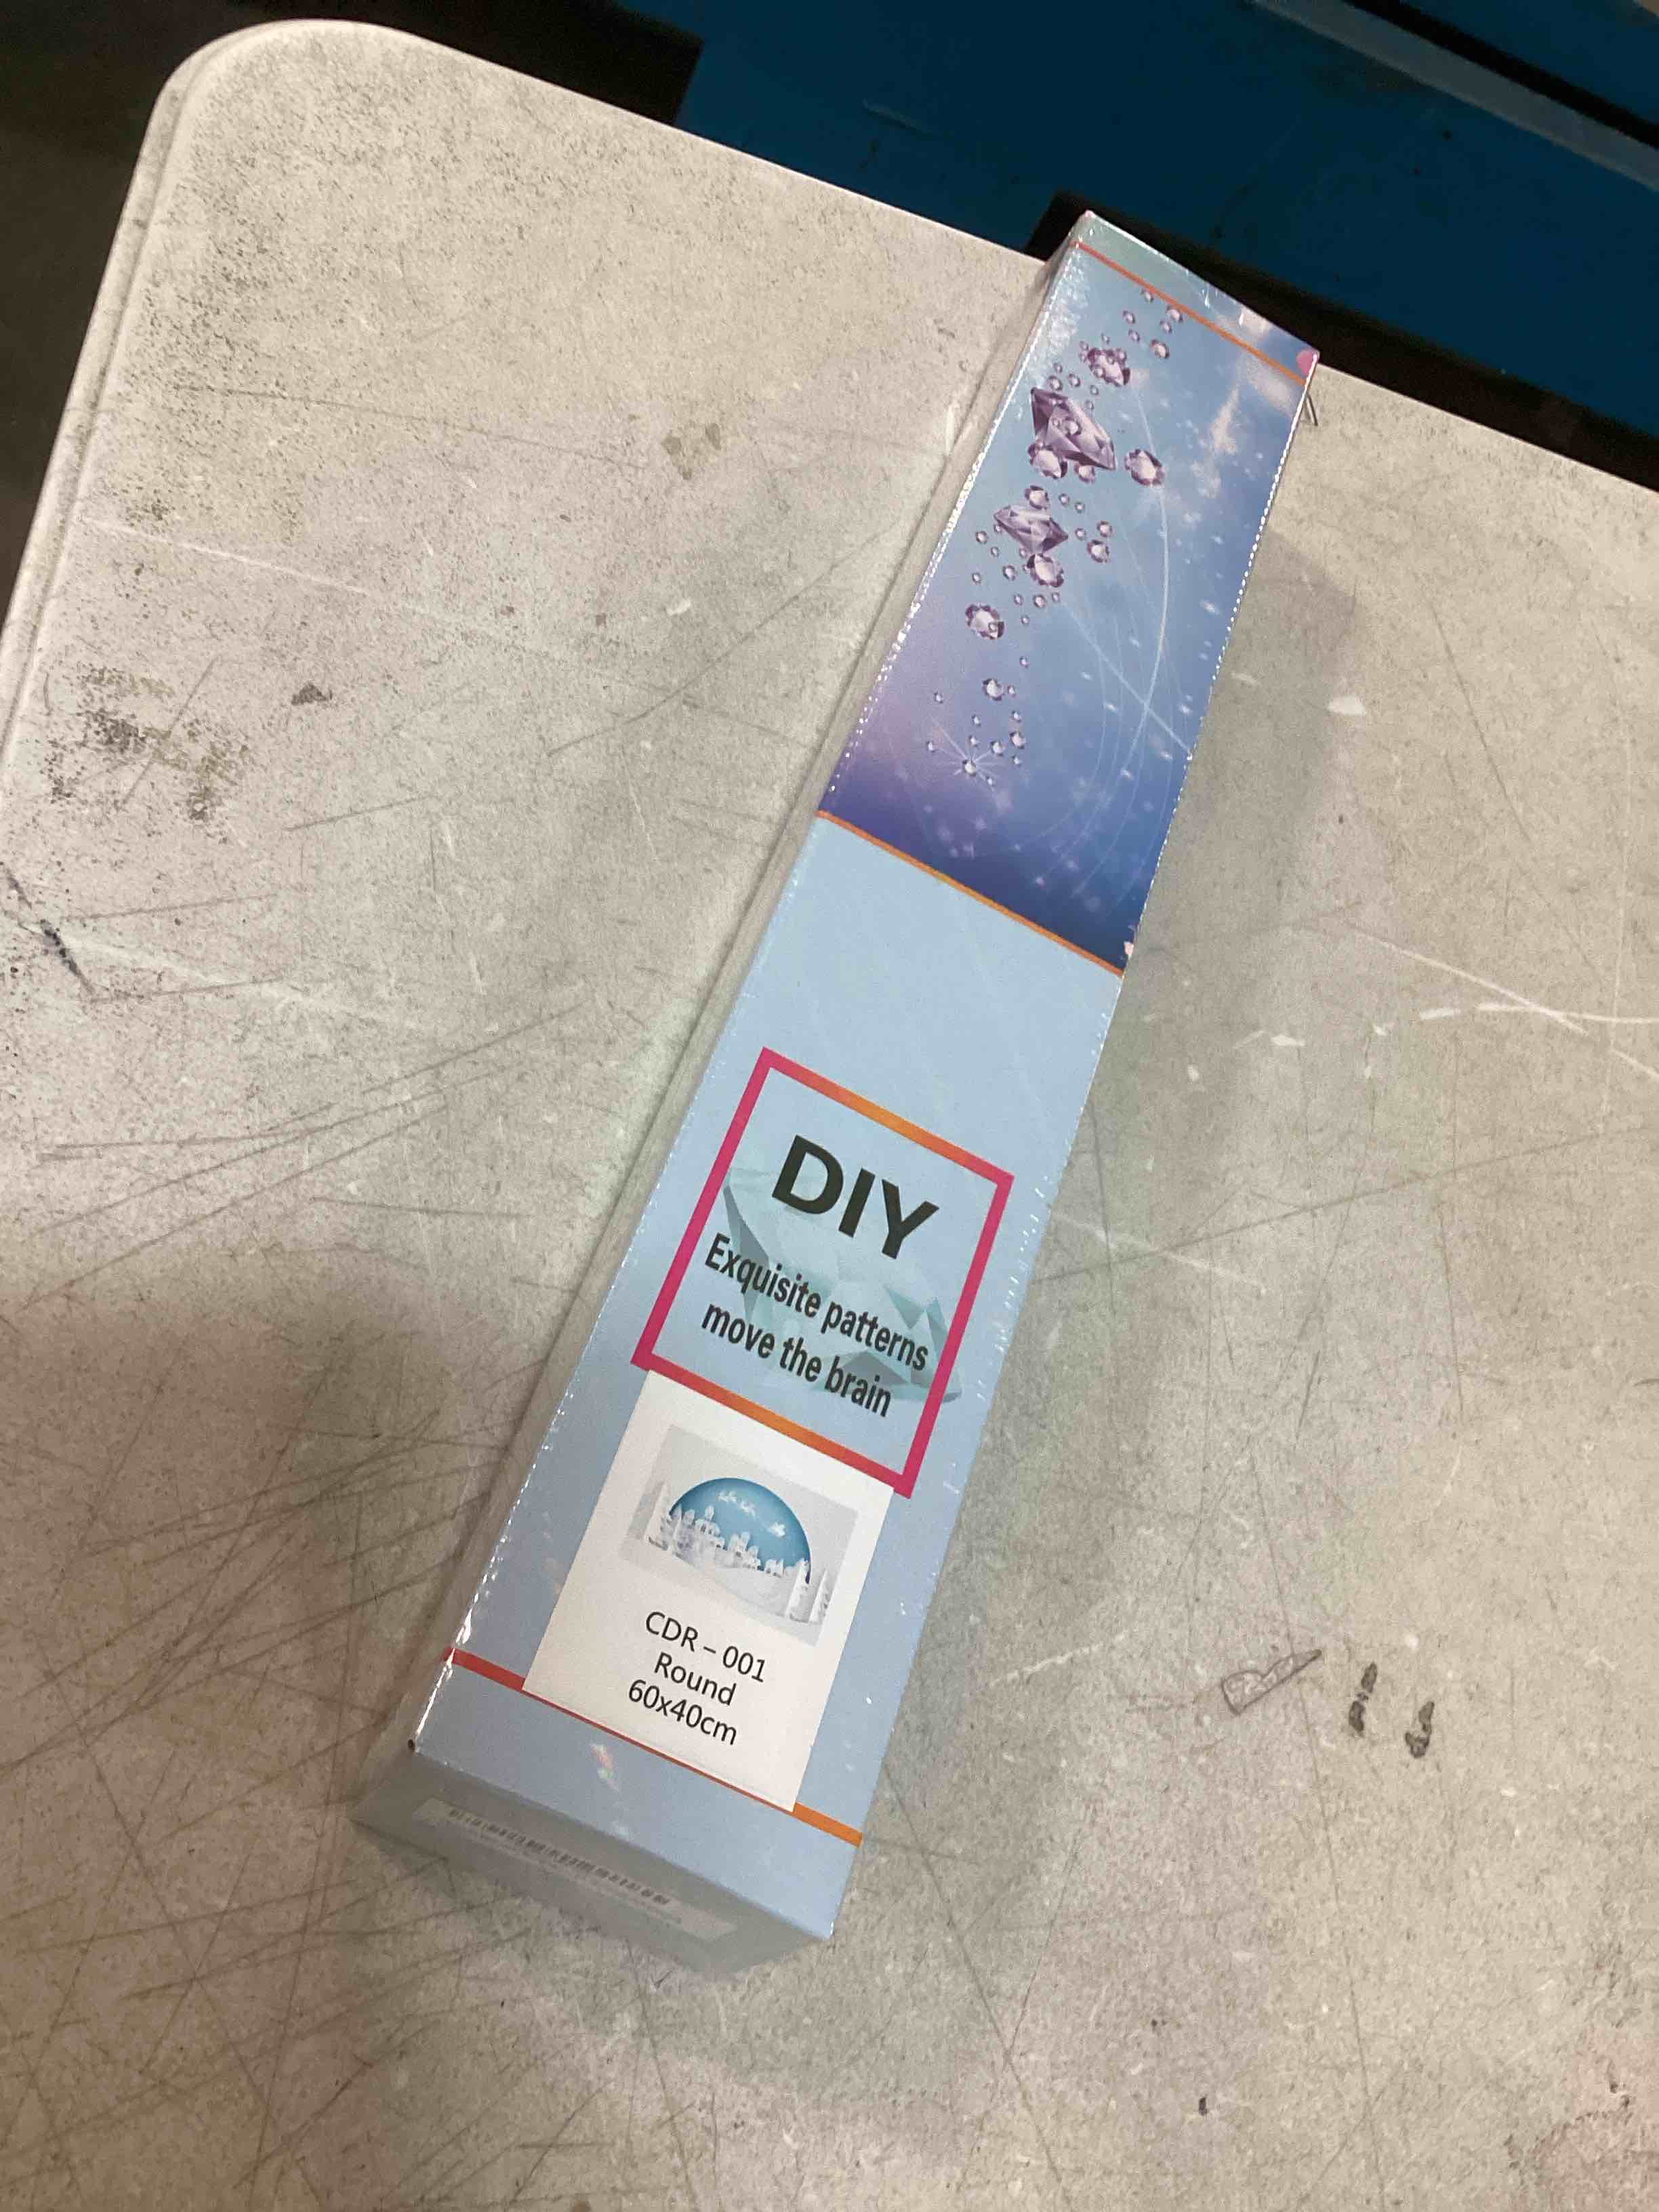 DIY
Exquisite patterns
move the brain
CDR – 001
Round
60x40cm